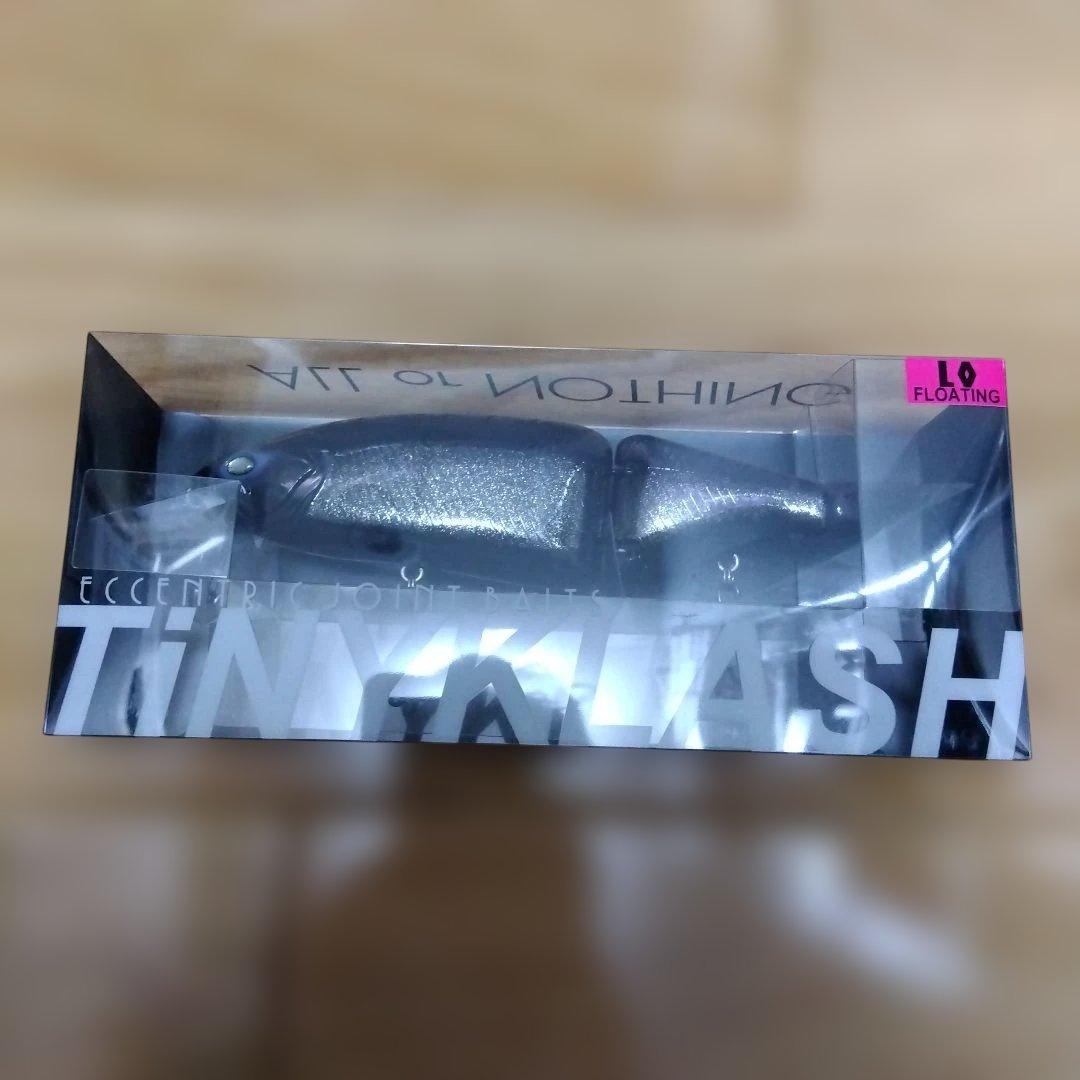 ALL or NOTHING
LO
FLOATING
ECCENTRIC JOINT BAITS
TiNYKLASH